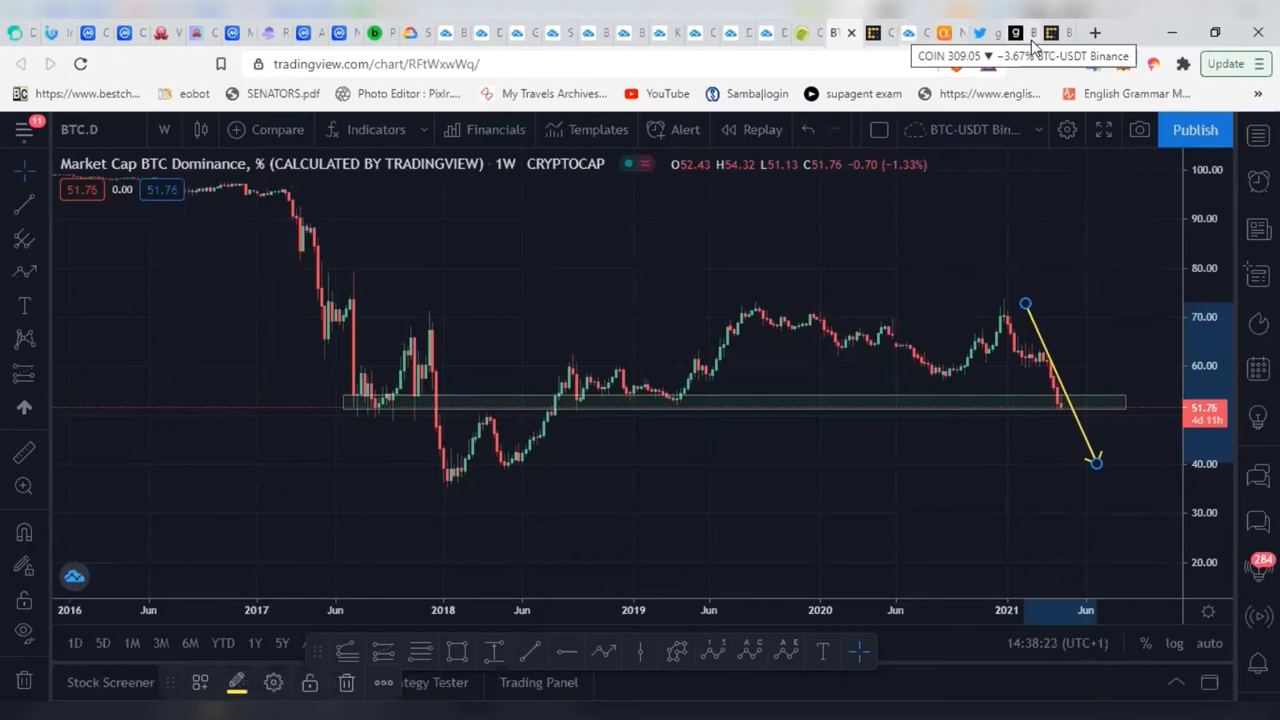 D
Ir
C
C
V
C
N
R
A
N
P
S
B
C
S
B
K
C
D
D
C
BT
C
C
N
g
B
B
COIN 309.05 ▼ −3.67% BTC-USDT Binance
tradingview.com/chart/RFtWxwWq/
Update
https://www.bestch...
eobot
SENATORS.pdf
Photo Editor : Pixlr....
My Travels Archives...
YouTube
Samba|login
supagent exam
https://www.englis...
English Grammar M...
»
11
BTC.D
W
Compare
Indicators
Financials
Templates
Alert
Replay
BTC-USDT Bin...
Publish
Market Cap BTC Dominance, % (CALCULATED BY TRADINGVIEW) · 1W · CRYPTOCAP
O52.43 H54.32 L51.13 C51.76 −0.70 (−1.33%)
51.76 0.00 51.76
100.00
90.00
80.00
70.00
60.00
51.75
4d 11h
40.00
30.00
20.00
284
2016 Jun 2017 Jun 2018 Jun 2019 Jun 2020 Jun 2021 Jun
1D 5D 1M 3M 6M YTD 1Y 5Y
14:38:23 (UTC+1)
% log auto
Stock Screener
ategy Tester
Trading Panel